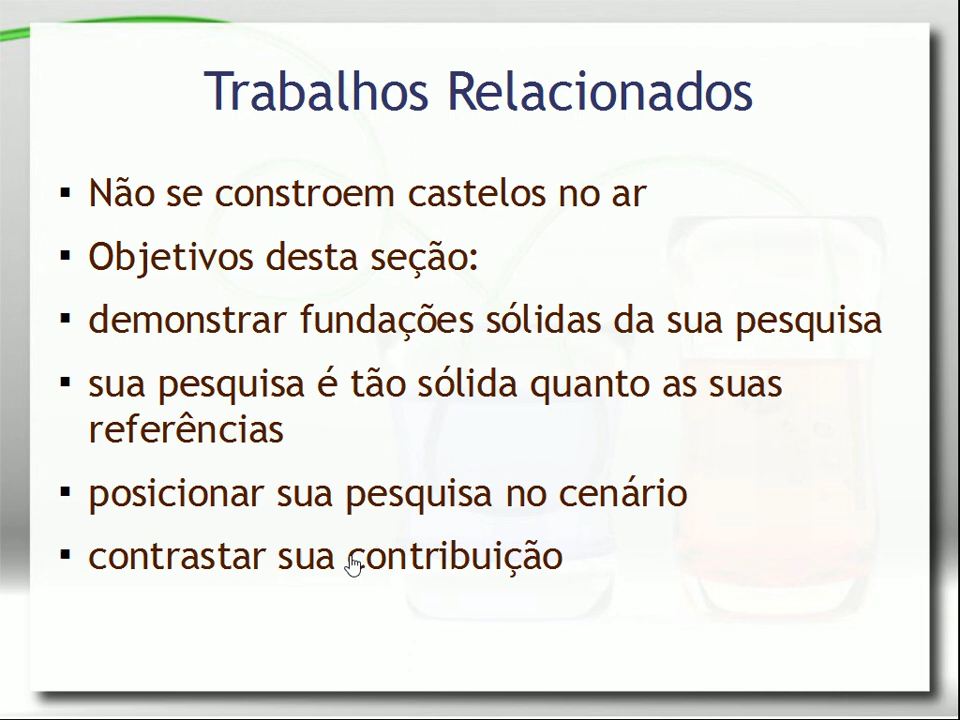 Trabalhos Relacionados
▪ Não se constroem castelos no ar
▪ Objetivos desta seção:
▪ demonstrar fundações sólidas da sua pesquisa
▪ sua pesquisa é tão sólida quanto as suas
referências
▪ posicionar sua pesquisa no cenário
▪ contrastar sua contribuição